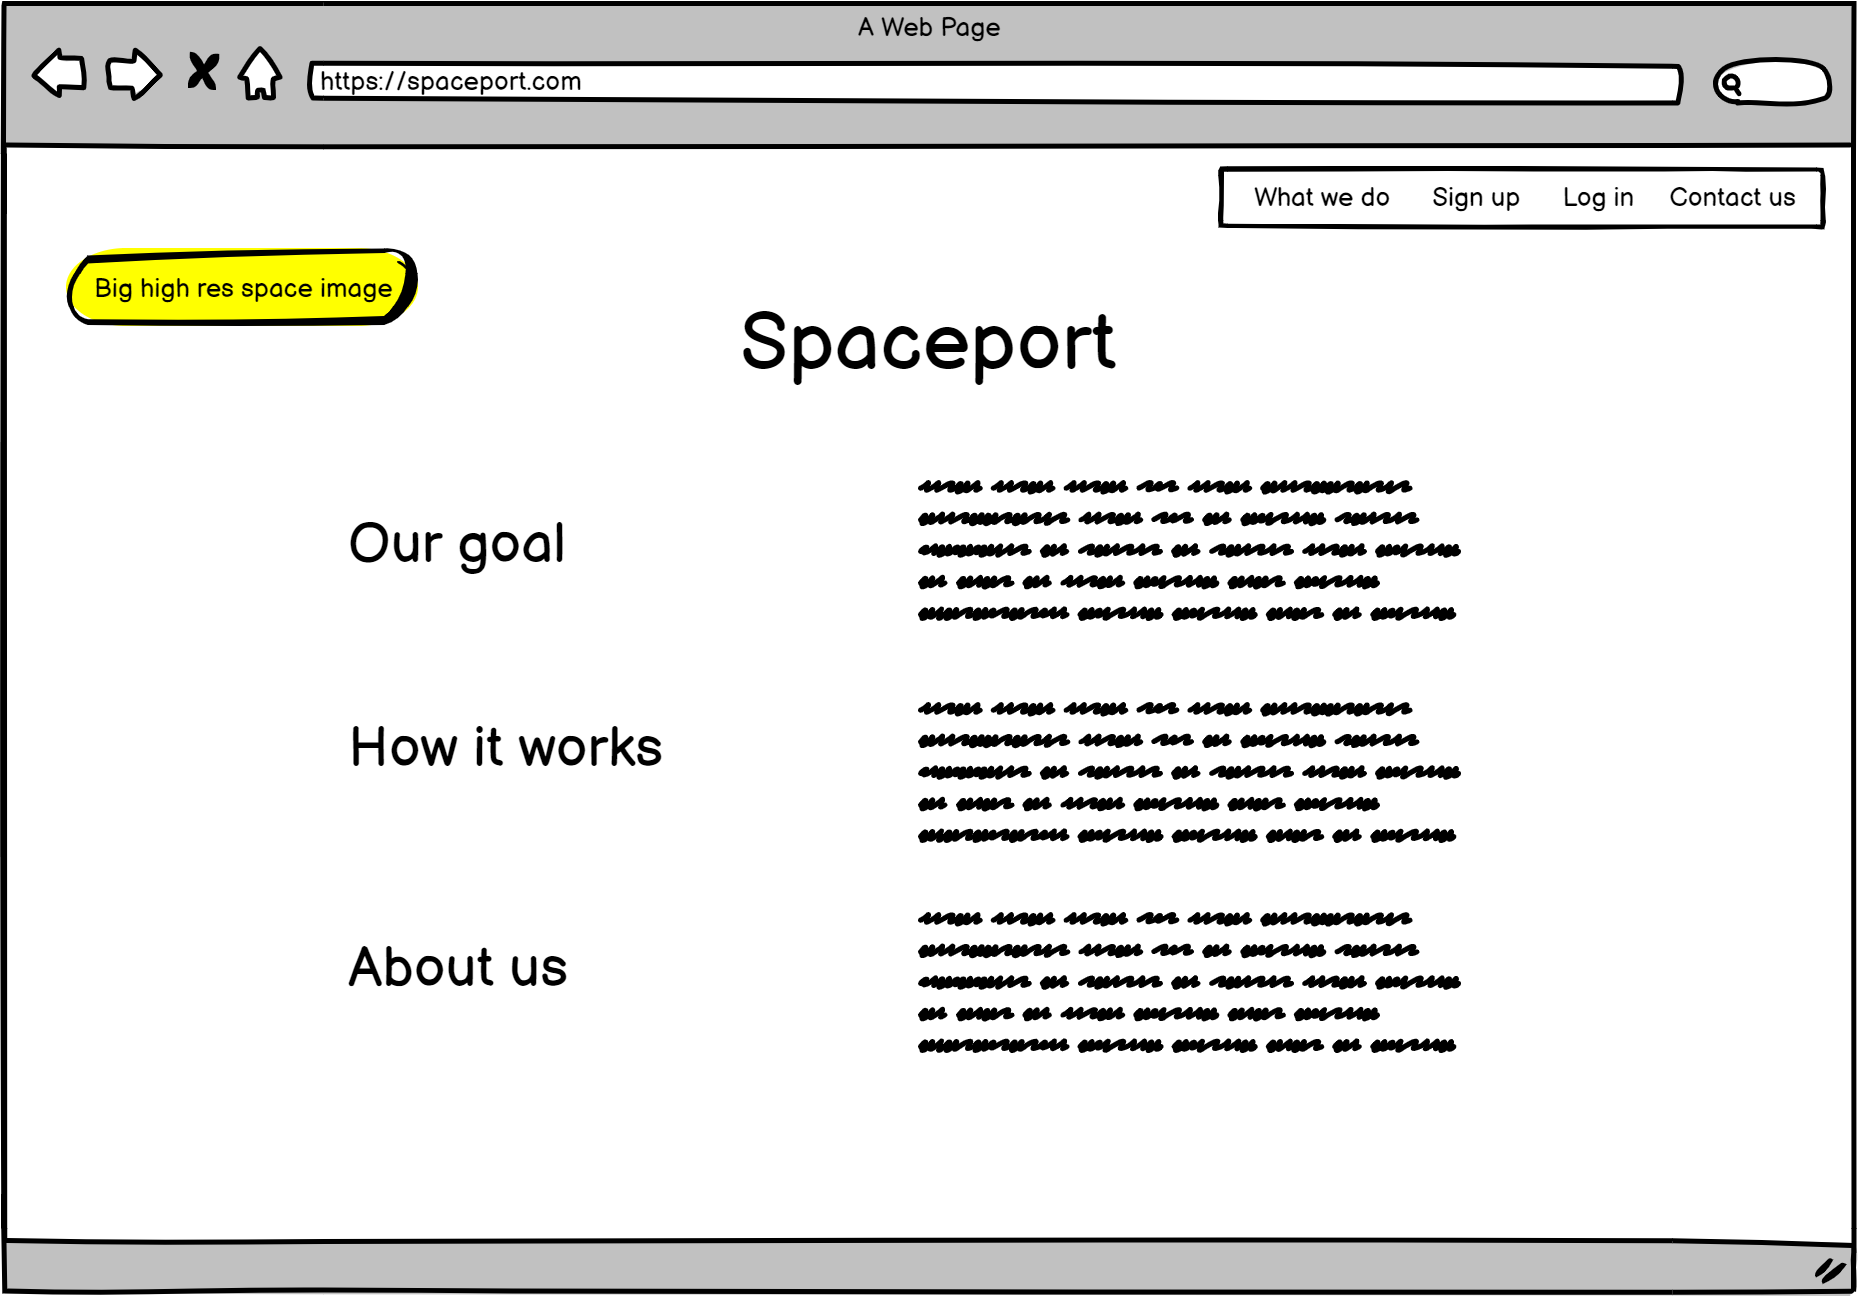 A Web Page
https://spaceport.com
What we do Sign up Log in Contact us
Big high res space image
Spaceport
Our goal
How it works
About us